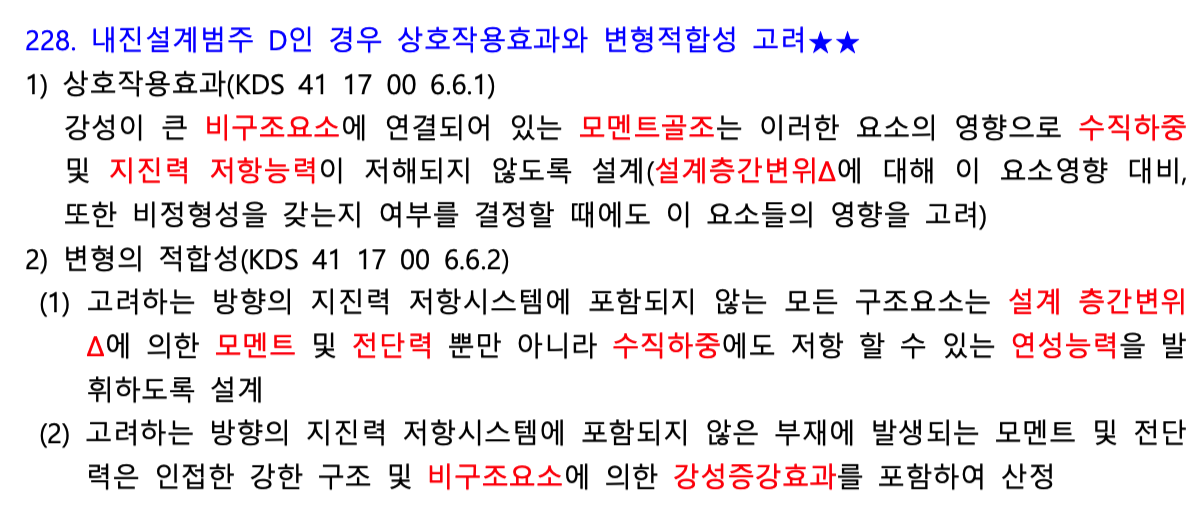 228. 내진설계범주 D인 경우 상호작용효과와 변형적합성 고려★★
1) 상호작용효과(KDS 41 17 00 6.6.1)
강성이 큰 비구조요소에 연결되어 있는 모멘트골조는 이러한 요소의 영향으로 수직하중
및 지진력 저항능력이 저해되지 않도록 설계(설계층간변위Δ에 대해 이 요소영향 대비,
또한 비정형성을 갖는지 여부를 결정할 때에도 이 요소들의 영향을 고려)
2) 변형의 적합성(KDS 41 17 00 6.6.2)
(1) 고려하는 방향의 지진력 저항시스템에 포함되지 않는 모든 구조요소는 설계 층간변위
Δ에 의한 모멘트 및 전단력 뿐만 아니라 수직하중에도 저항 할 수 있는 연성능력을 발
휘하도록 설계
(2) 고려하는 방향의 지진력 저항시스템에 포함되지 않은 부재에 발생되는 모멘트 및 전단
력은 인접한 강한 구조 및 비구조요소에 의한 강성증강효과를 포함하여 산정